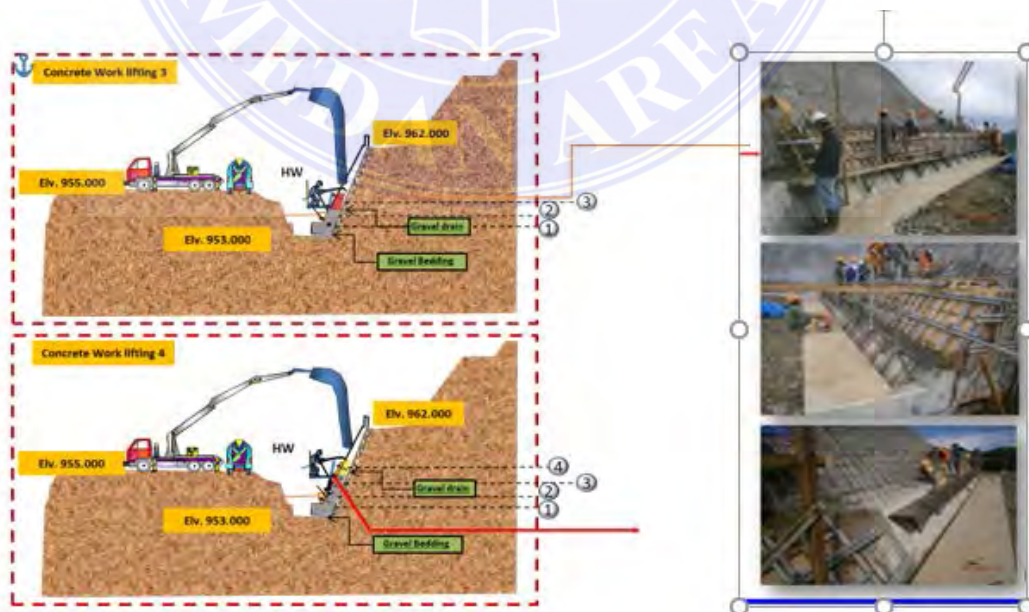 MEDAN AREA
Concrete Work lifting 3
Elv. 962.000
Elv. 955.000
HW
③
②
Gravel drain
①
Elv. 953.000
Gravel Bedding
Concrete Work lifting 4
Elv. 962.000
HW
Elv. 955.000
④
③
Gravel drain
②
①
Elv. 953.000
Gravel Bedding